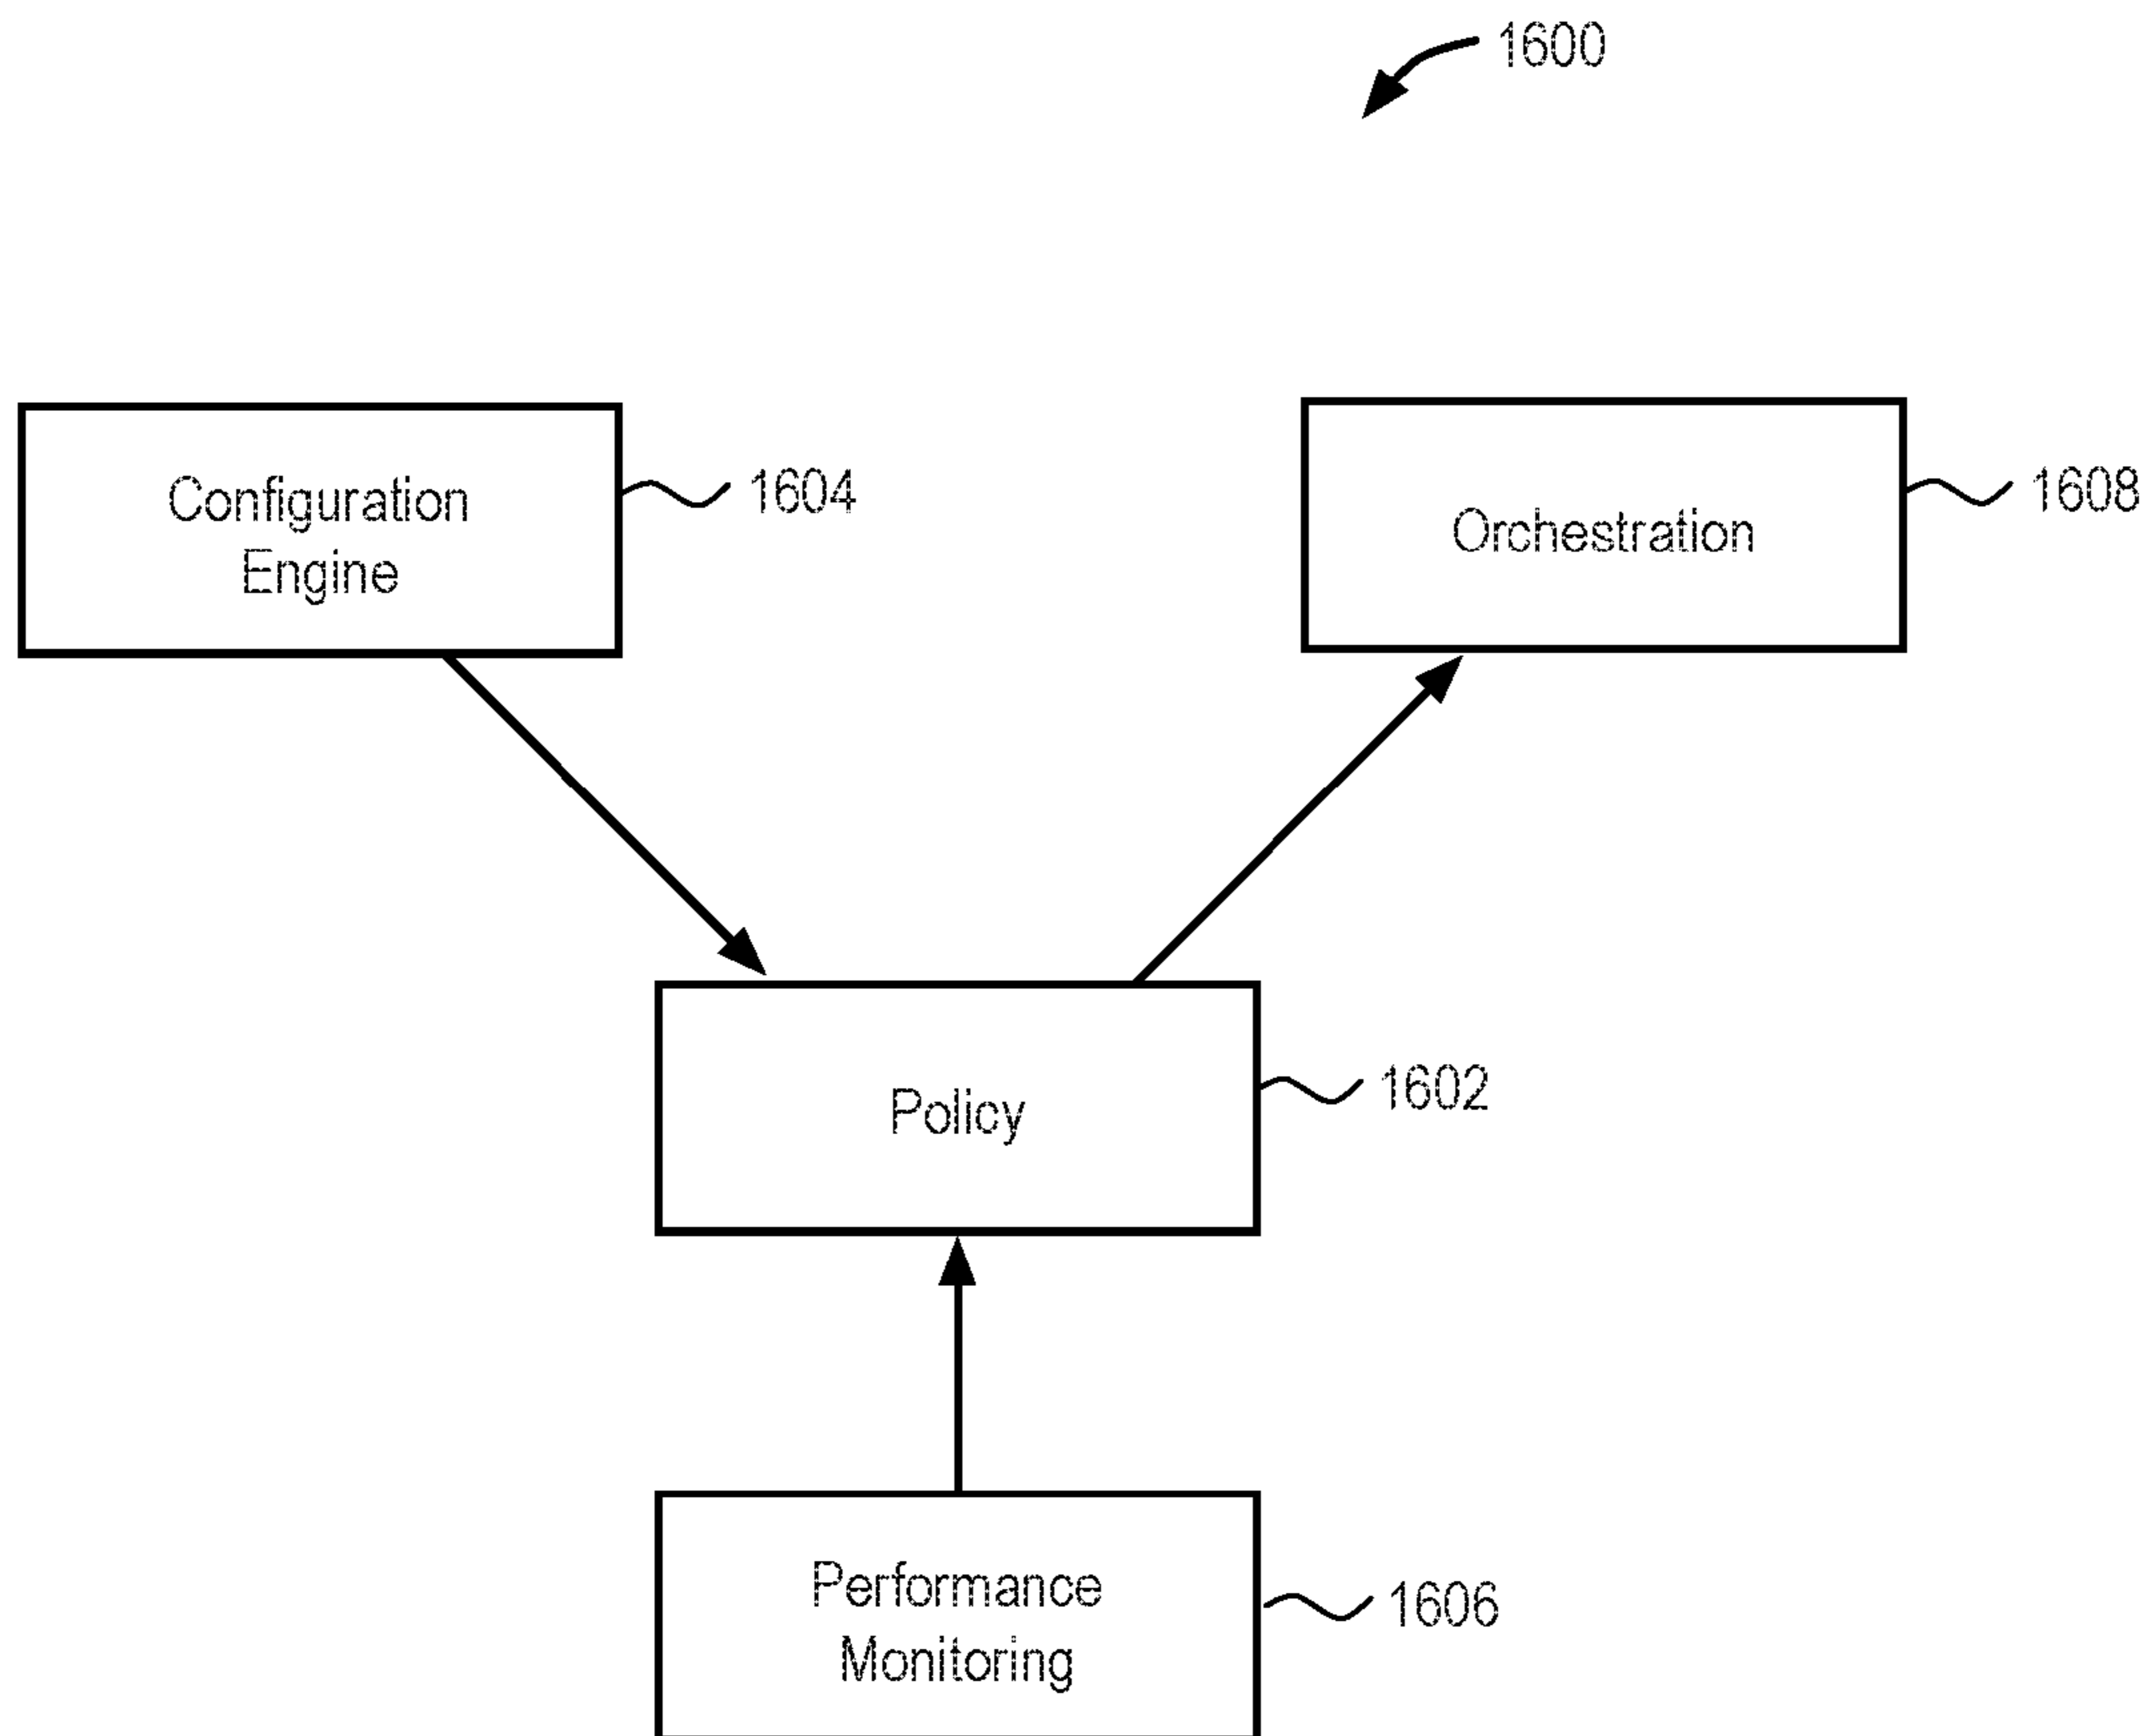 1600
Configuration
Engine
1604
Orchestration
1608
Policy
1602
Performance
Monitoring
1606